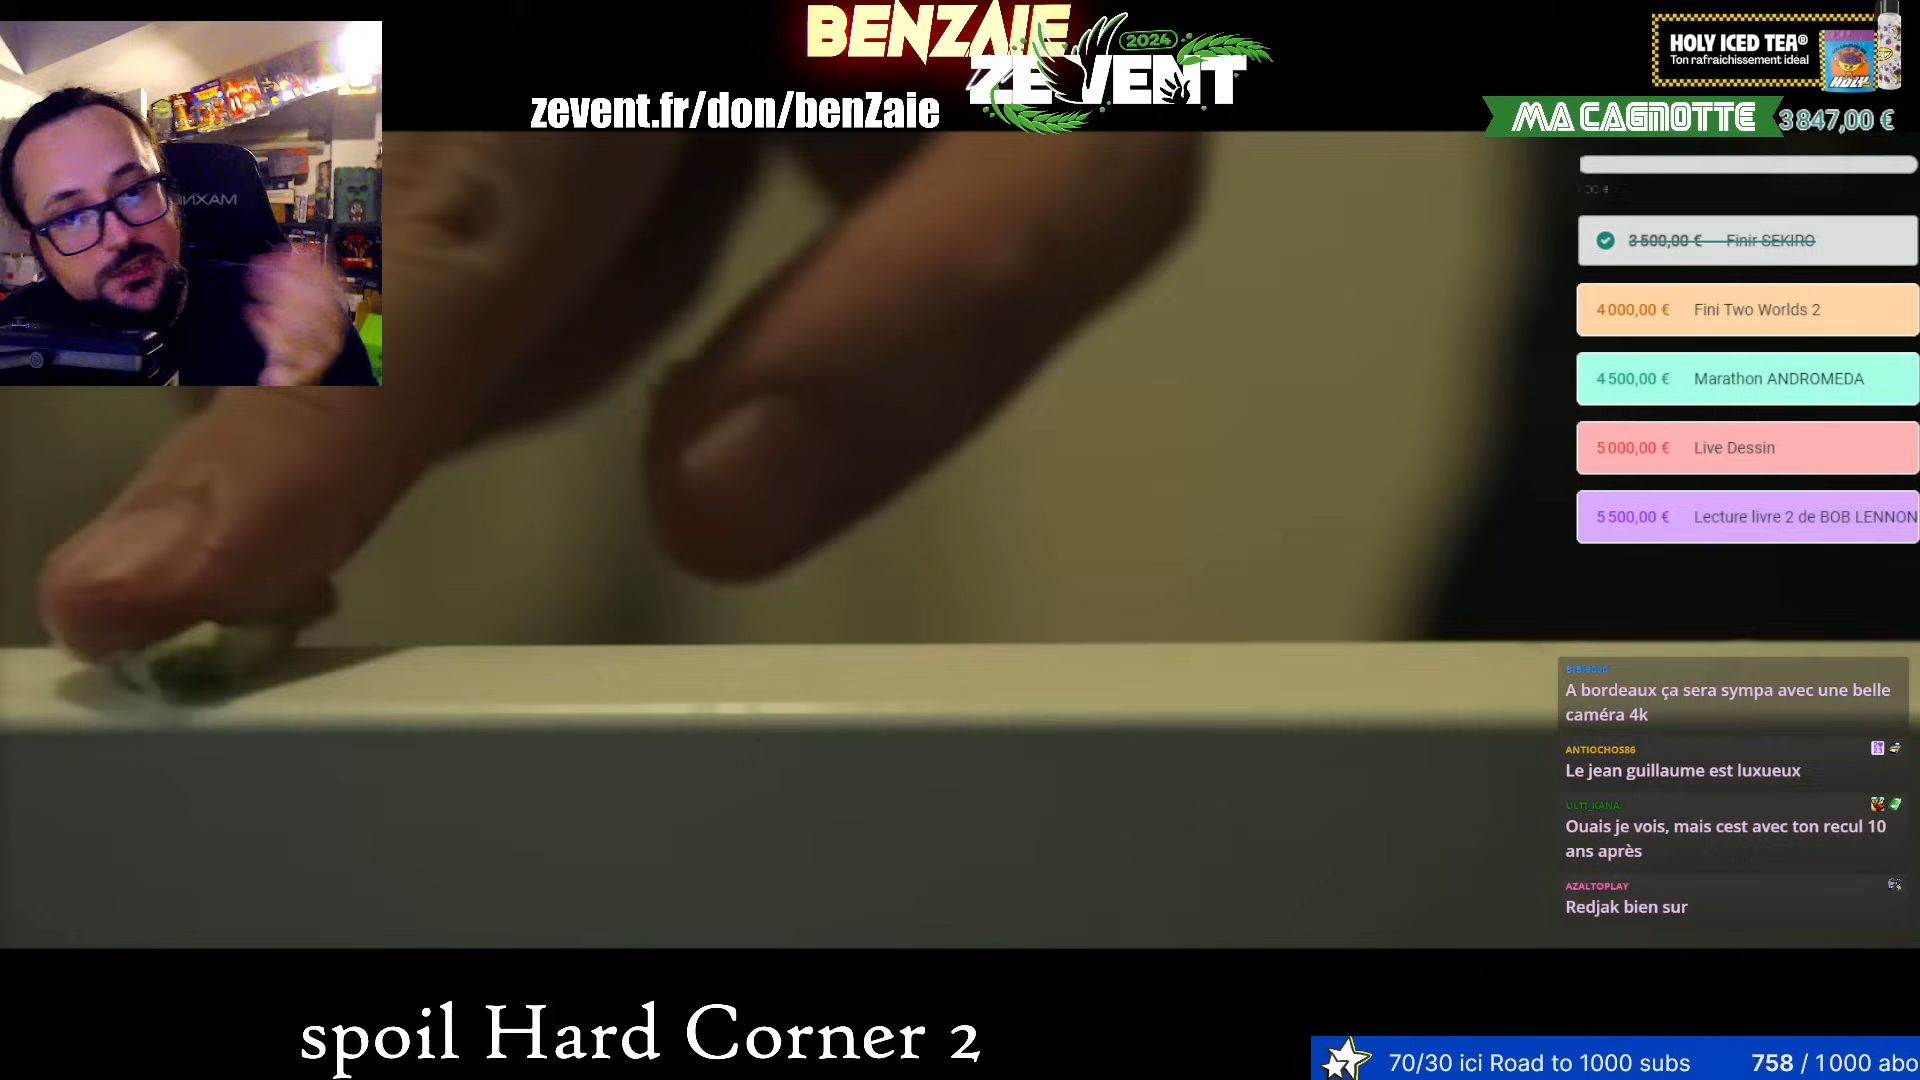 BENZAIE
2024
ZEVENT
zevent.fr/don/benZaie
HOLY ICED TEA®
Ton rafraichissement idéal
HOLY
MA CAGNOTTE 3 847,00 €
MAXNOMIC
3 500,00 € Finir SEKIRO
4 000,00 € Fini Two Worlds 2
4 500,00 € Marathon ANDROMEDA
5 000,00 € Live Dessin
5 500,00 € Lecture livre 2 de BOB LENNON
A bordeaux ça sera sympa avec une belle
caméra 4k
ANTIOCHOS86
Le jean guillaume est luxueux
ULTI_KANA
Ouais je vois, mais cest avec ton recul 10
ans après
AZALTOPLAY
Redjak bien sur
spoil Hard Corner 2
70/30 ici Road to 1000 subs 758 / 1000 abo